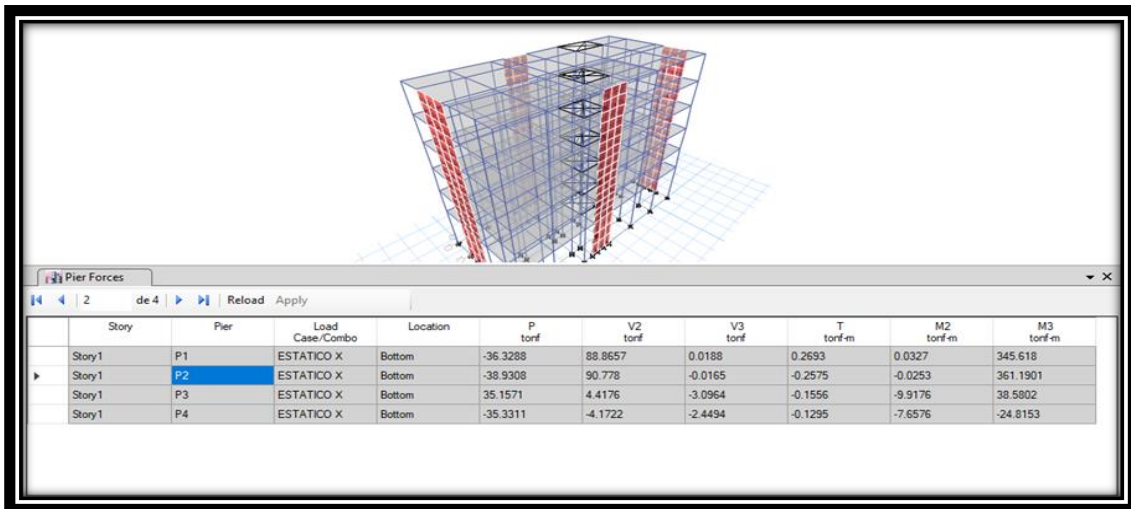 Pier Forces
2 de 4 Reload Apply
Story Pier Load Case/Combo Location P tonf V2 tonf V3 tonf T tonf-m M2 tonf-m M3 tonf-m
Story1 P1 ESTATICO X Bottom -36.3288 88.8657 0.0188 0.2693 0.0327 345.618
Story1 P2 ESTATICO X Bottom -38.9308 90.778 -0.0165 -0.2575 -0.0253 361.1901
Story1 P3 ESTATICO X Bottom 35.1571 4.4176 -3.0964 -0.1556 -9.9176 38.5802
Story1 P4 ESTATICO X Bottom -35.3311 -4.1722 -2.4494 -0.1295 -7.6576 -24.8153